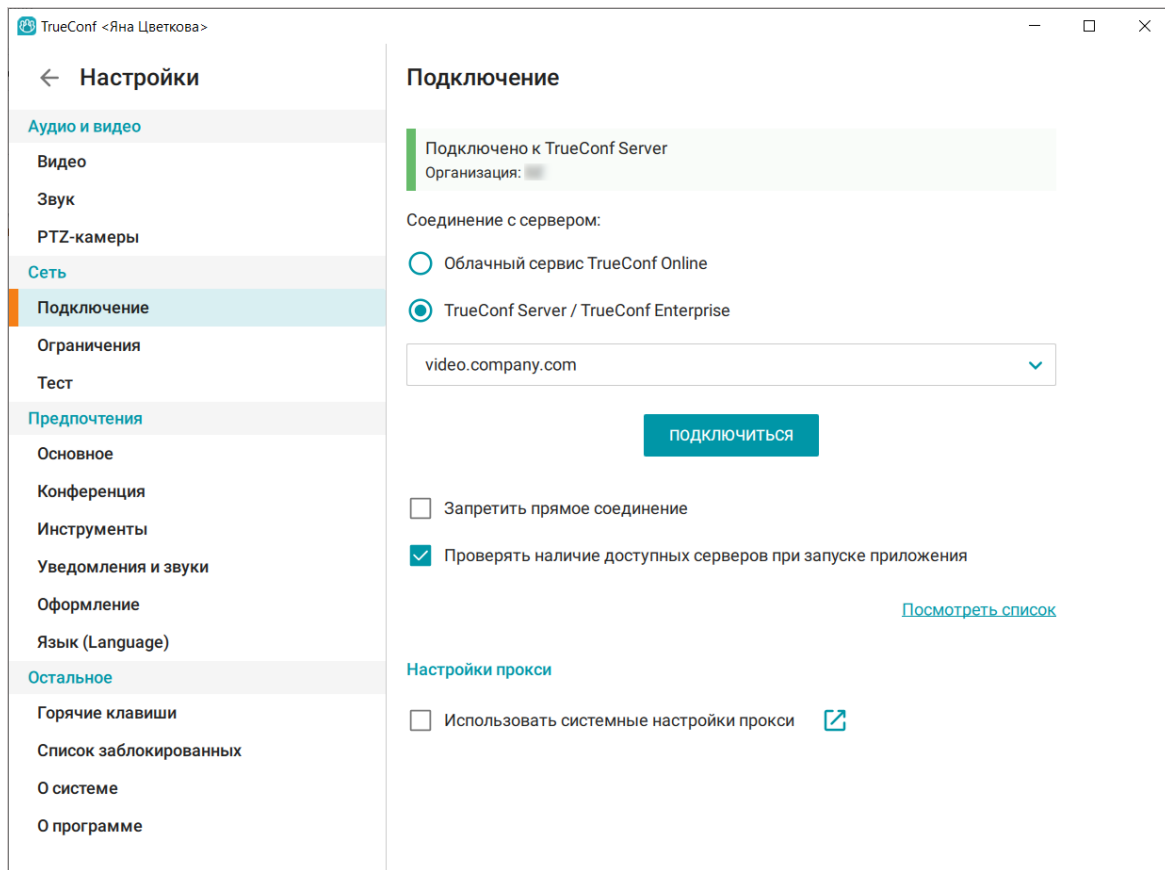 TrueConf <Яна Цветкова>
Настройки
Аудио и видео
Видео
Звук
PTZ-камеры
Сеть
Подключение
Ограничения
Тест
Предпочтения
Основное
Конференция
Инструменты
Уведомления и звуки
Оформление
Язык (Language)
Остальное
Горячие клавиши
Список заблокированных
О системе
О программе
Подключение
Подключено к TrueConf Server
Организация:
Соединение с сервером:
Облачный сервис TrueConf Online
TrueConf Server / TrueConf Enterprise
video.company.com
ПОДКЛЮЧИТЬСЯ
Запретить прямое соединение
Проверять наличие доступных серверов при запуске приложения
Посмотреть список
Настройки прокси
Использовать системные настройки прокси